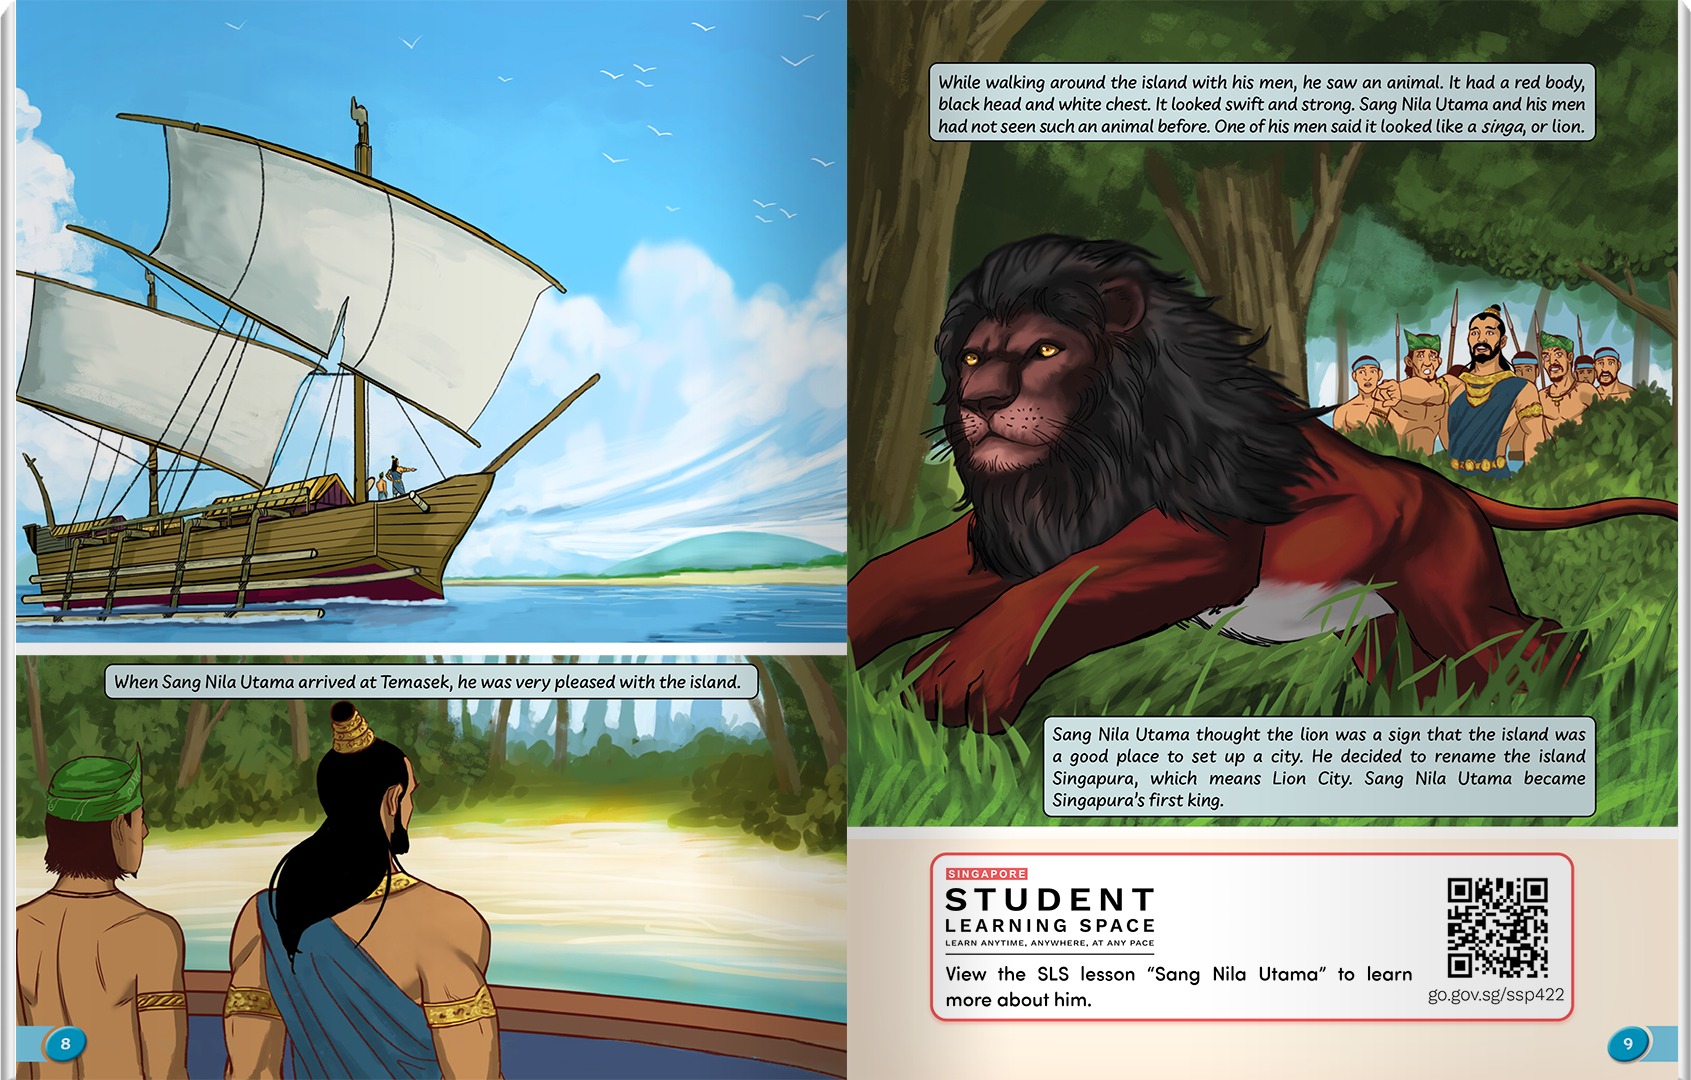 When Sang Nila Utama arrived at Temasek, he was very pleased with the island.
8
While walking around the island with his men, he saw an animal. It had a red body,
black head and white chest. It looked swift and strong. Sang Nila Utama and his men
had not seen such an animal before. One of his men said it looked like a singa, or lion.
Sang Nila Utama thought the lion was a sign that the island was
a good place to set up a city. He decided to rename the island
Singapura, which means Lion City. Sang Nila Utama became
Singapura's first king.
SINGAPORE
STUDENT
LEARNING SPACE
LEARN ANYTIME, ANYWHERE, AT ANY PACE
View the SLS lesson “Sang Nila Utama” to learn
more about him.
go.gov.sg/ssp422
9